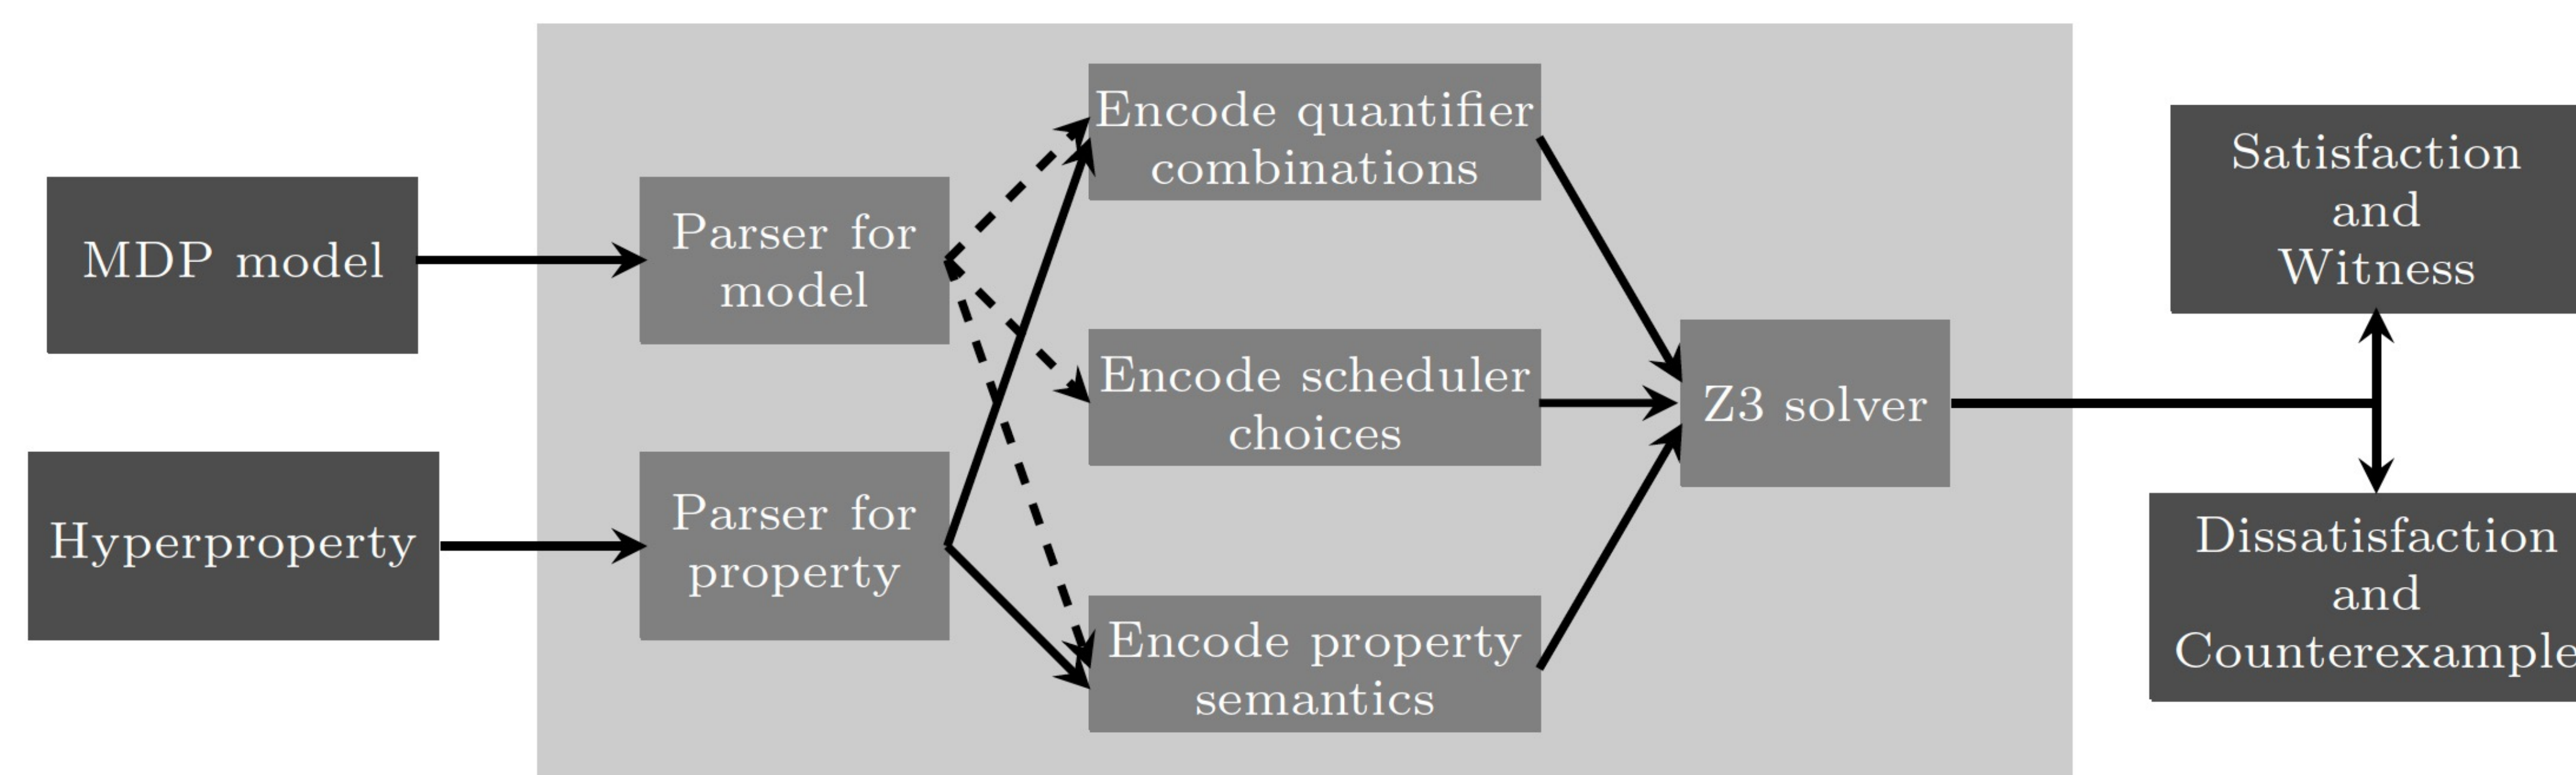 MDP model
Hyperproperty
Parser for
model
Parser for
property
Encode quantifier
combinations
Encode scheduler
choices
Encode property
semantics
Z3 solver
Satisfaction
and
Witness
Dissatisfaction
and
Counterexample